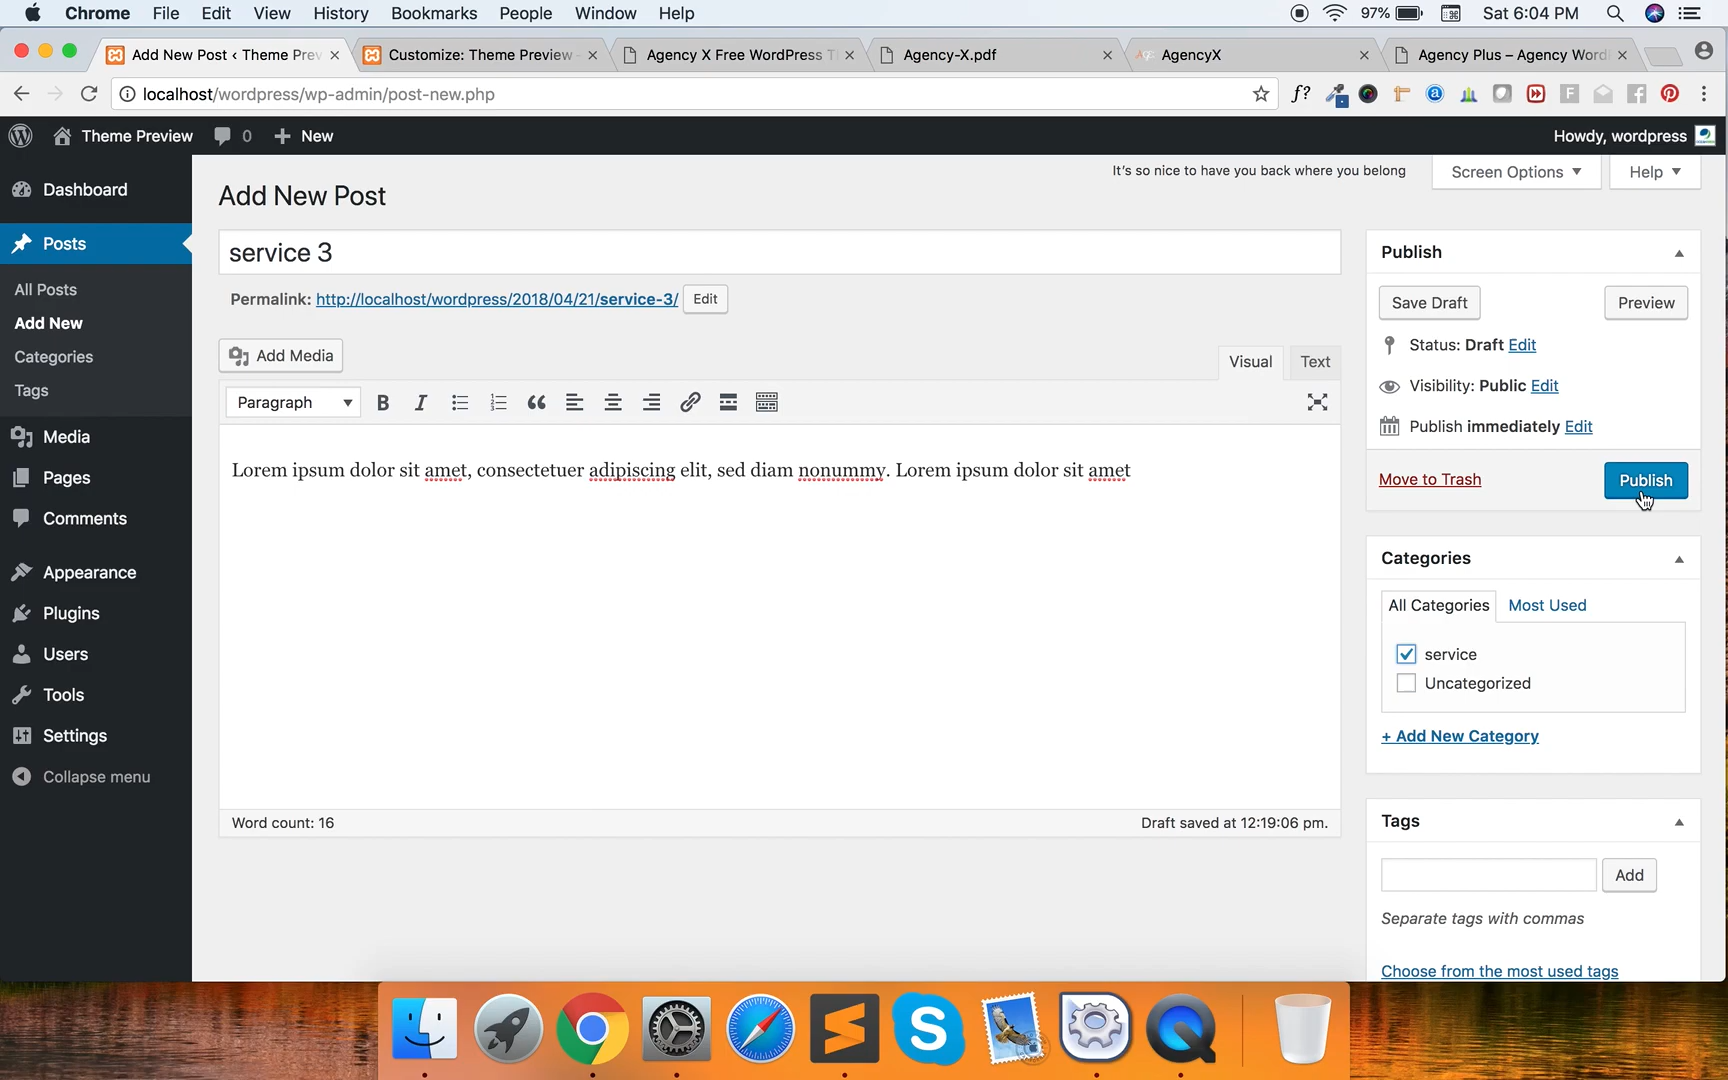 Chrome File Edit View History Bookmarks People Window Help 97% Sat 6:04 PM
Add New Post ‹ Theme Prev Customize: Theme Preview Agency X Free WordPress T Agency-X.pdf AgencyX Agency Plus – Agency Word
localhost/wordpress/wp-admin/post-new.php f?
Theme Preview 0 New Howdy, wordpress
It's so nice to have you back where you belong Screen Options Help
Dashboard
Posts
All Posts
Add New
Categories
Tags
Media
Pages
Comments
Appearance
Plugins
Users
Tools
Settings
Collapse menu
Add New Post
service 3
Permalink: http://localhost/wordpress/2018/04/21/service-3/ Edit
Add Media Visual Text
Paragraph B I
Lorem ipsum dolor sit amet, consectetuer adipiscing elit, sed diam nonummy. Lorem ipsum dolor sit amet
Word count: 16 Draft saved at 12:19:06 pm.
Publish
Save Draft Preview
Status: Draft Edit
Visibility: Public Edit
Publish immediately Edit
Move to Trash Publish
Categories
All Categories Most Used
service
Uncategorized
+ Add New Category
Tags
Add
Separate tags with commas
Choose from the most used tags